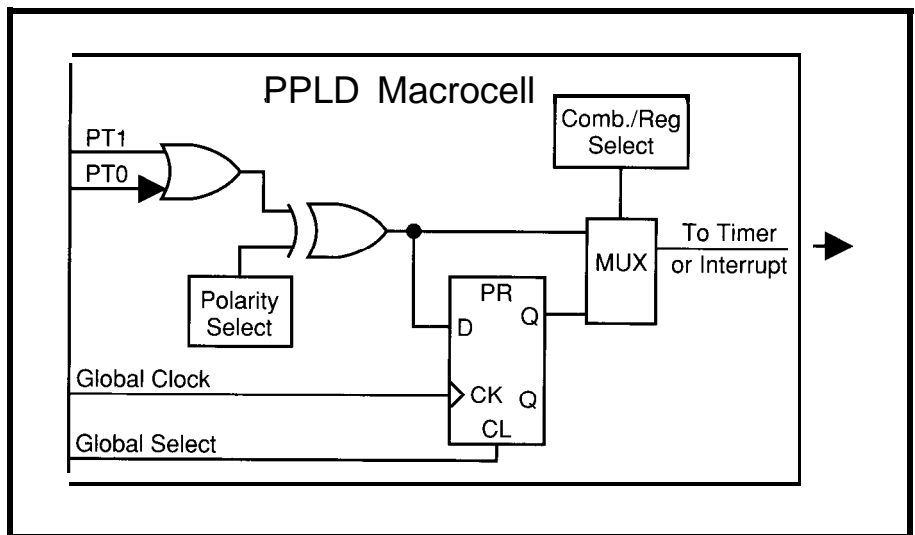 PPLD Macrocell
Comb./Reg
Select
PT1
PT0
To Timer
or Interrupt
MUX
Polarity
Select
PR
D
Q
Global Clock
CK
Q
CL
Global Select